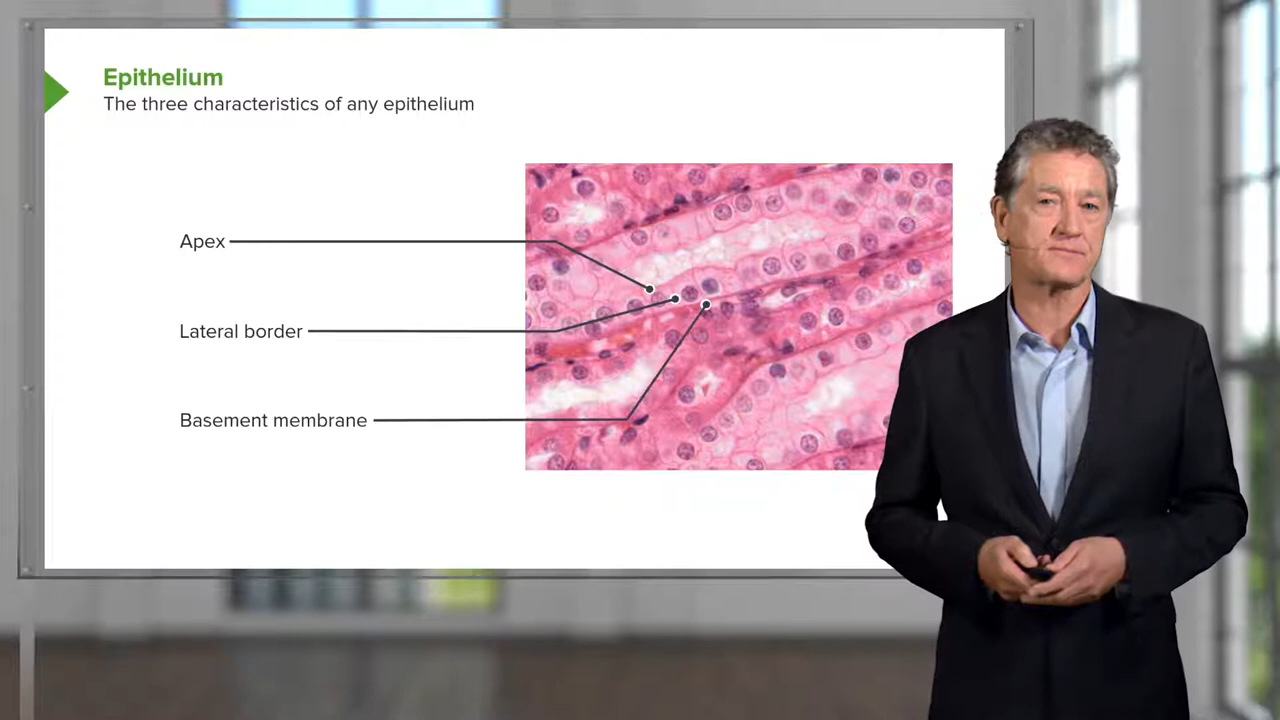 Epithelium
The three characteristics of any epithelium
Apex
Lateral border
Basement membrane